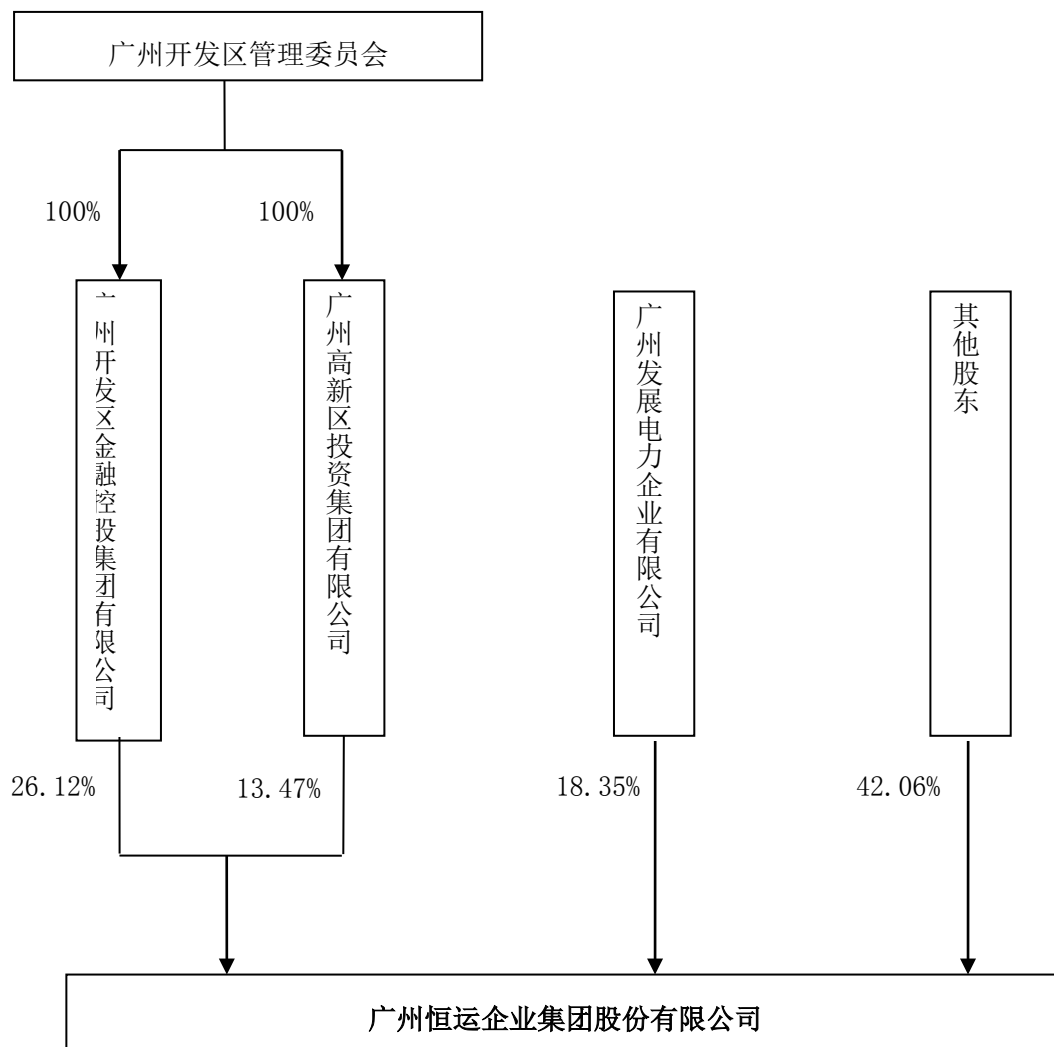 广州开发区管理委员会
100%
100%
广州开发区金融控股集团有限公司
广州高新区投资集团有限公司
广州发展电力企业有限公司
其他股东
26.12%
13.47%
18.35%
42.06%
广州恒运企业集团股份有限公司